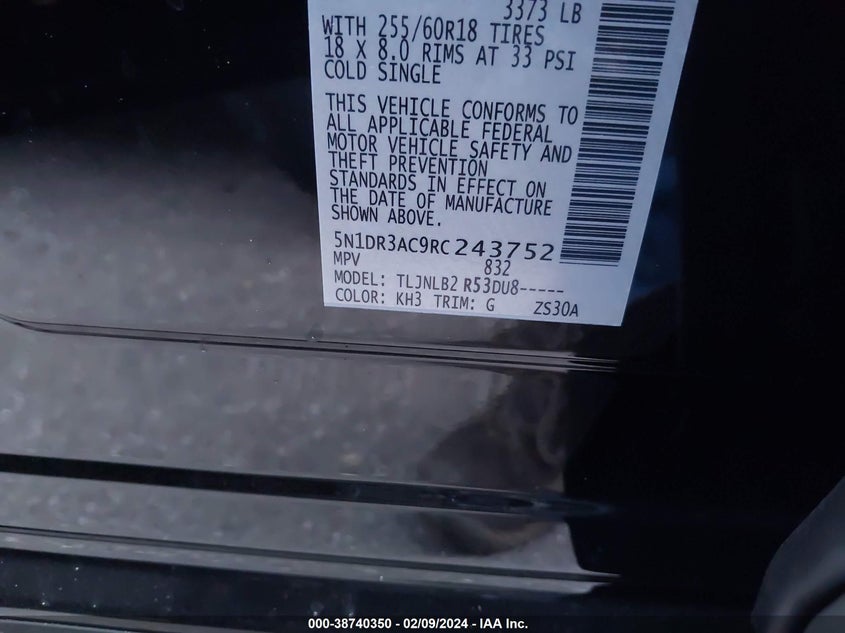 3373 LB
WITH 255/60R18 TIRES
18 X 8.0 RIMS AT 33 PSI
COLD SINGLE
THIS VEHICLE CONFORMS TO
ALL APPLICABLE FEDERAL
MOTOR VEHICLE SAFETY AND
THEFT PREVENTION
STANDARDS IN EFFECT ON
THE DATE OF MANUFACTURE
SHOWN ABOVE.
5N1DR3AC9RC243752
MPV 832
MODEL: TLJNLB2 R53DU8-----
COLOR: KH3 TRIM: G ZS30A
000-38740350 - 02/09/2024 - IAA Inc.